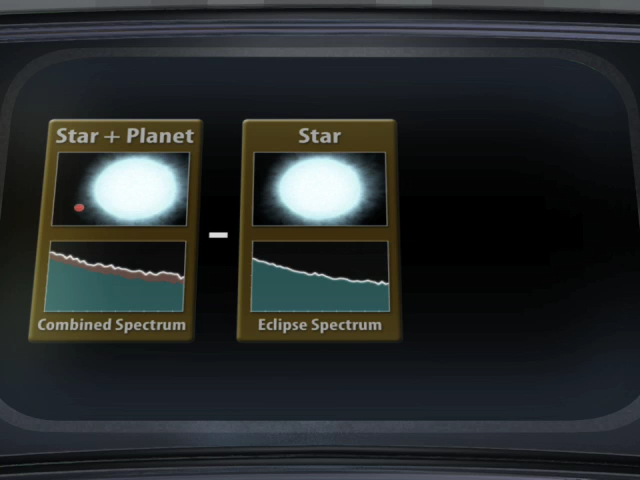 Star + Planet
Combined Spectrum
-
Star
Eclipse Spectrum